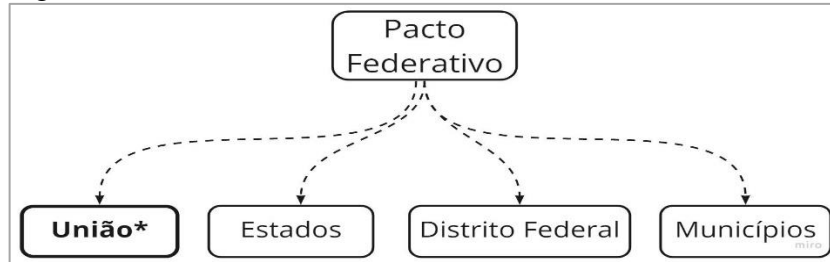 Pacto
Federativo
União*
Estados
Distrito Federal
Municípios
miro